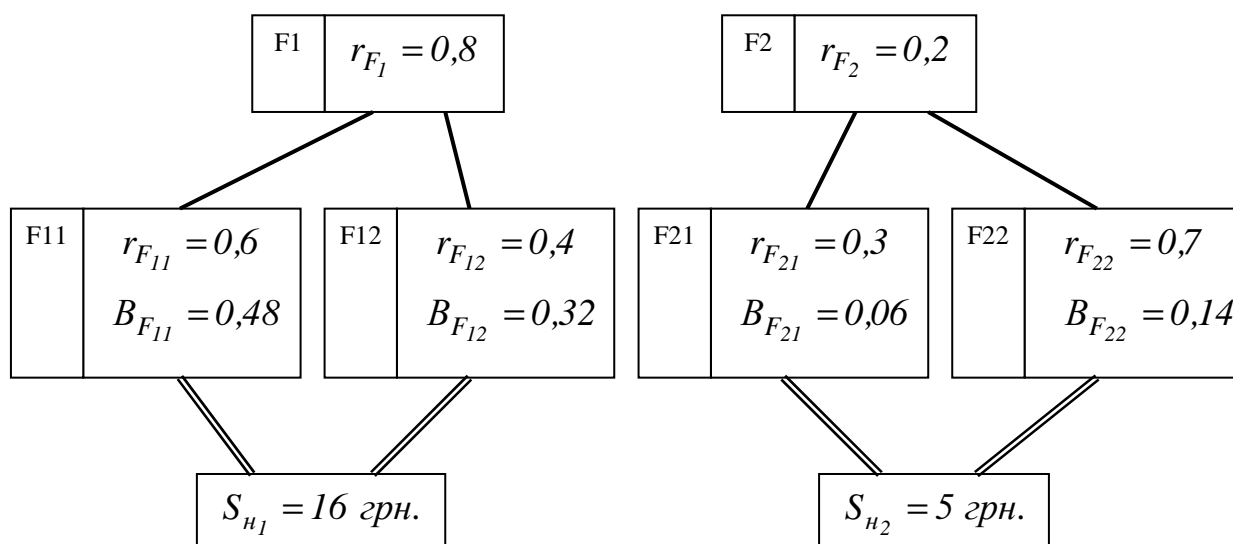 F1 r_{F_1} = 0,8
F2 r_{F_2} = 0,2
F11 r_{F_{11}} = 0,6
B_{F_{11}} = 0,48
F12 r_{F_{12}} = 0,4
B_{F_{12}} = 0,32
F21 r_{F_{21}} = 0,3
B_{F_{21}} = 0,06
F22 r_{F_{22}} = 0,7
B_{F_{22}} = 0,14
S_{н_1} = 16 грн.
S_{н_2} = 5 грн.